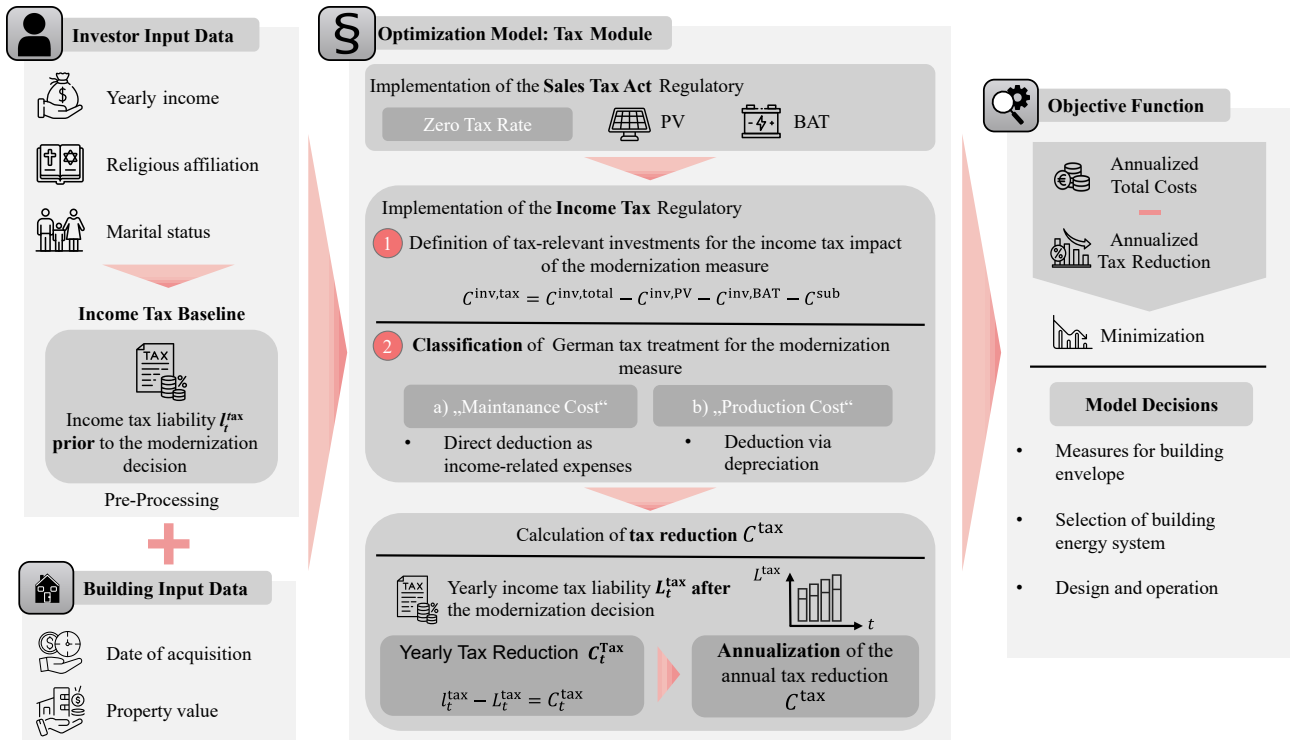 Investor Input Data
Yearly income
Religious affiliation
Marital status
Income Tax Baseline
TAX
%
Income tax liability l_t^tax
prior to the modernization
decision
Pre-Processing
Building Input Data
Date of acquisition
Property value
§ Optimization Model: Tax Module
Implementation of the Sales Tax Act Regulatory
Zero Tax Rate
PV
BAT
Implementation of the Income Tax Regulatory
1 Definition of tax-relevant investments for the income tax impact
of the modernization measure
C^inv,tax = C^inv,total − C^inv,PV − C^inv,BAT − C^sub
2 Classification of German tax treatment for the modernization
measure
a) „Maintanance Cost“
• Direct deduction as
income-related expenses
b) „Production Cost“
• Deduction via
depreciation
Calculation of tax reduction C^tax
TAX
%
Yearly income tax liability L_t^tax after
the modernization decision
L^tax
t
Yearly Tax Reduction C_t^Tax
l_t^tax − L_t^tax = C_t^tax
Annualization of the
annual tax reduction
C^tax
Objective Function
€
Annualized
Total Costs
%
Annualized
Tax Reduction
Minimization
Model Decisions
• Measures for building
envelope
• Selection of building
energy system
• Design and operation